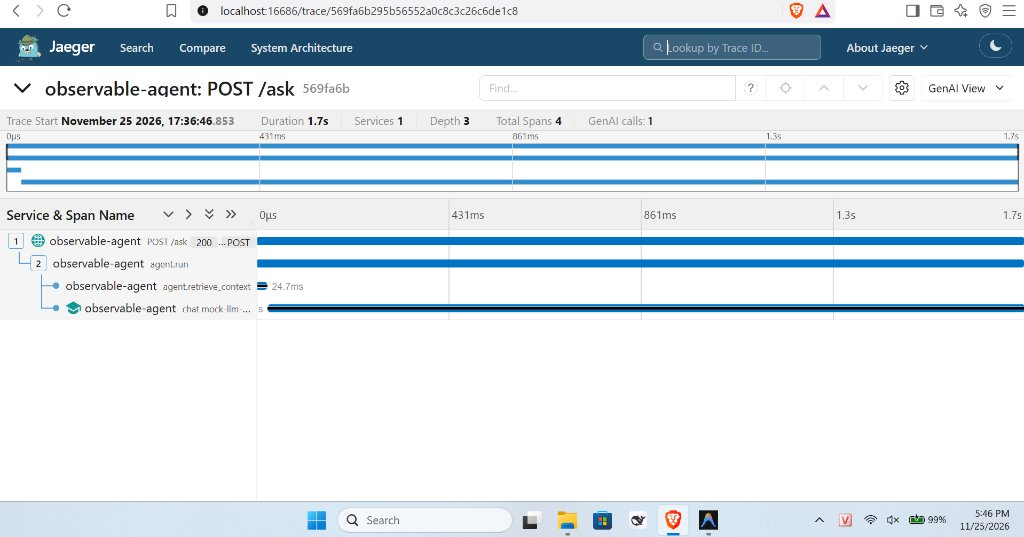 localhost:16686/trace/569fa6b295b56552a0c8c3c26c6de1c8
Jaeger Search Compare System Architecture Lookup by Trace ID... About Jaeger
observable-agent: POST /ask 569fa6b Find... ? GenAI View
Trace Start November 25 2026, 17:36:46.853 Duration 1.7s Services 1 Depth 3 Total Spans 4 GenAI calls: 1
0μs 431ms 861ms 1.3s 1.7s
Service & Span Name 0μs 431ms 861ms 1.3s 1.7s
1 observable-agent POST /ask 200 ...POST
2 observable-agent agent.run
observable-agent agent.retrieve_context 24.7ms
observable-agent chat mock-llm-... s
Search V 99% 5:46 PM
11/25/2026